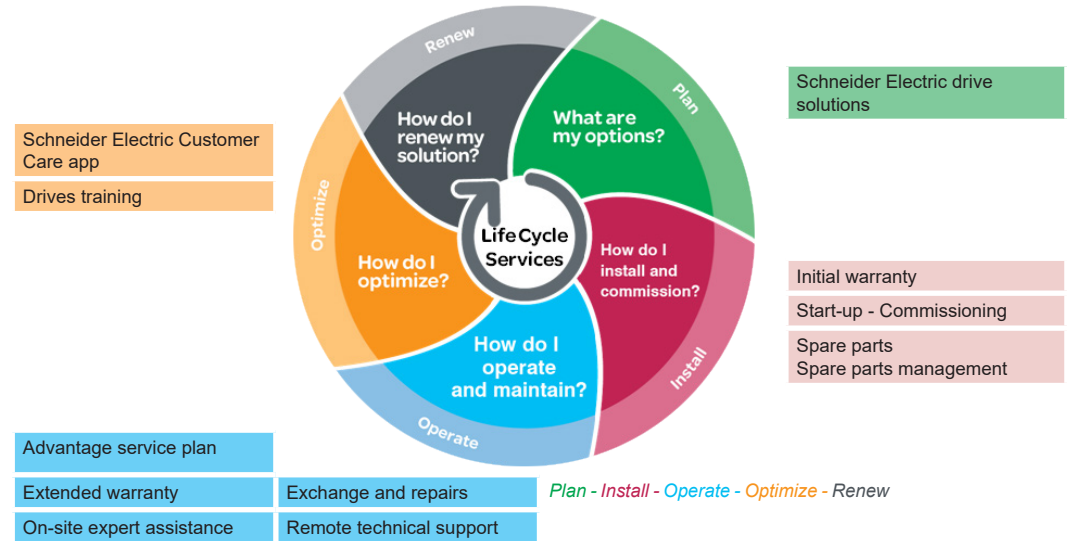 Renew
Plan
Schneider Electric drive
solutions
How do I
renew my
solution?
What are
my options?
Schneider Electric Customer
Care app
Drives training
Optimize
LifeCycle
Services
How do I
optimize?
How do I
install and
commission?
Initial warranty
Start-up - Commissioning
Spare parts
Spare parts management
How do I
operate
and maintain?
Install
Operate
Advantage service plan
Extended warranty
Exchange and repairs
Plan - Install - Operate - Optimize - Renew
On-site expert assistance
Remote technical support